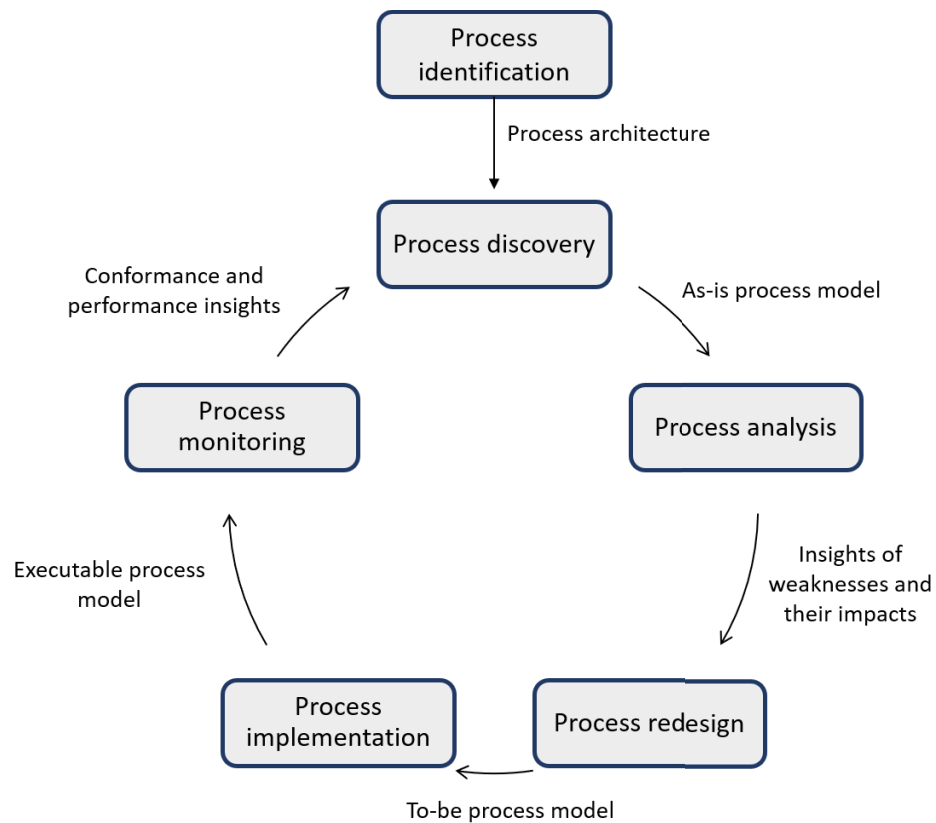 Process
identification
Process architecture
Process discovery
Conformance and
performance insights
As-is process model
Process
monitoring
Process analysis
Executable process
model
Insights of
weaknesses and
their impacts
Process
implementation
Process redesign
To-be process model